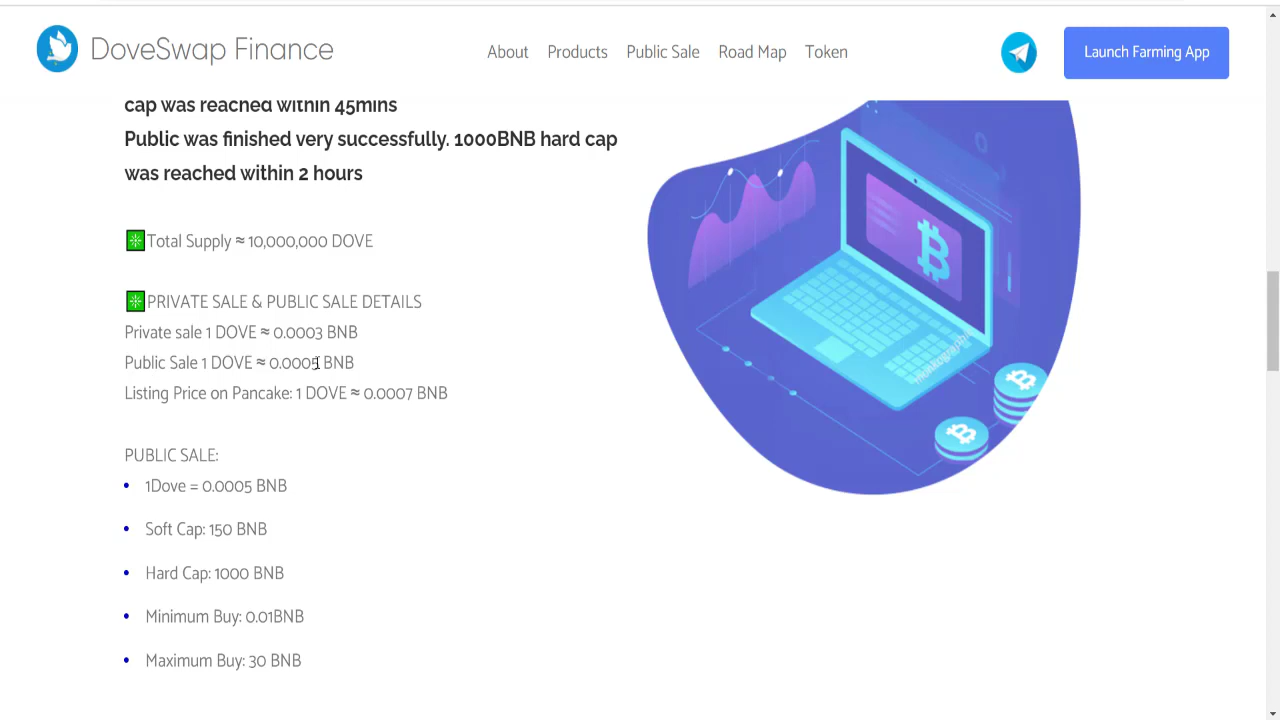 DoveSwap Finance
About Products Public Sale Road Map Token
Launch Farming App
cap was reached within 45mins
Public was finished very successfully. 1000BNB hard cap
was reached within 2 hours
Total Supply ≈ 10,000,000 DOVE
PRIVATE SALE & PUBLIC SALE DETAILS
Private sale 1 DOVE ≈ 0.0003 BNB
Public Sale 1 DOVE ≈ 0.0005 BNB
Listing Price on Pancake: 1 DOVE ≈ 0.0007 BNB
PUBLIC SALE:
1Dove = 0.0005 BNB
Soft Cap: 150 BNB
Hard Cap: 1000 BNB
Minimum Buy: 0.01BNB
Maximum Buy: 30 BNB